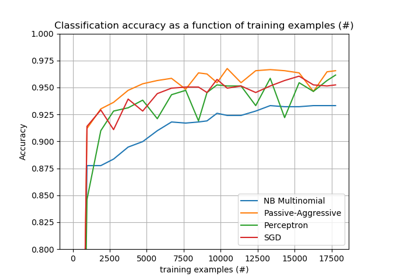 Classification accuracy as a function of training examples (#)
1.000
0.975
0.950
0.925
0.900
0.875
0.850
0.825
0.800
Accuracy
NB Multinomial
Passive-Aggressive
Perceptron
SGD
0 2500 5000 7500 10000 12500 15000 17500
training examples (#)